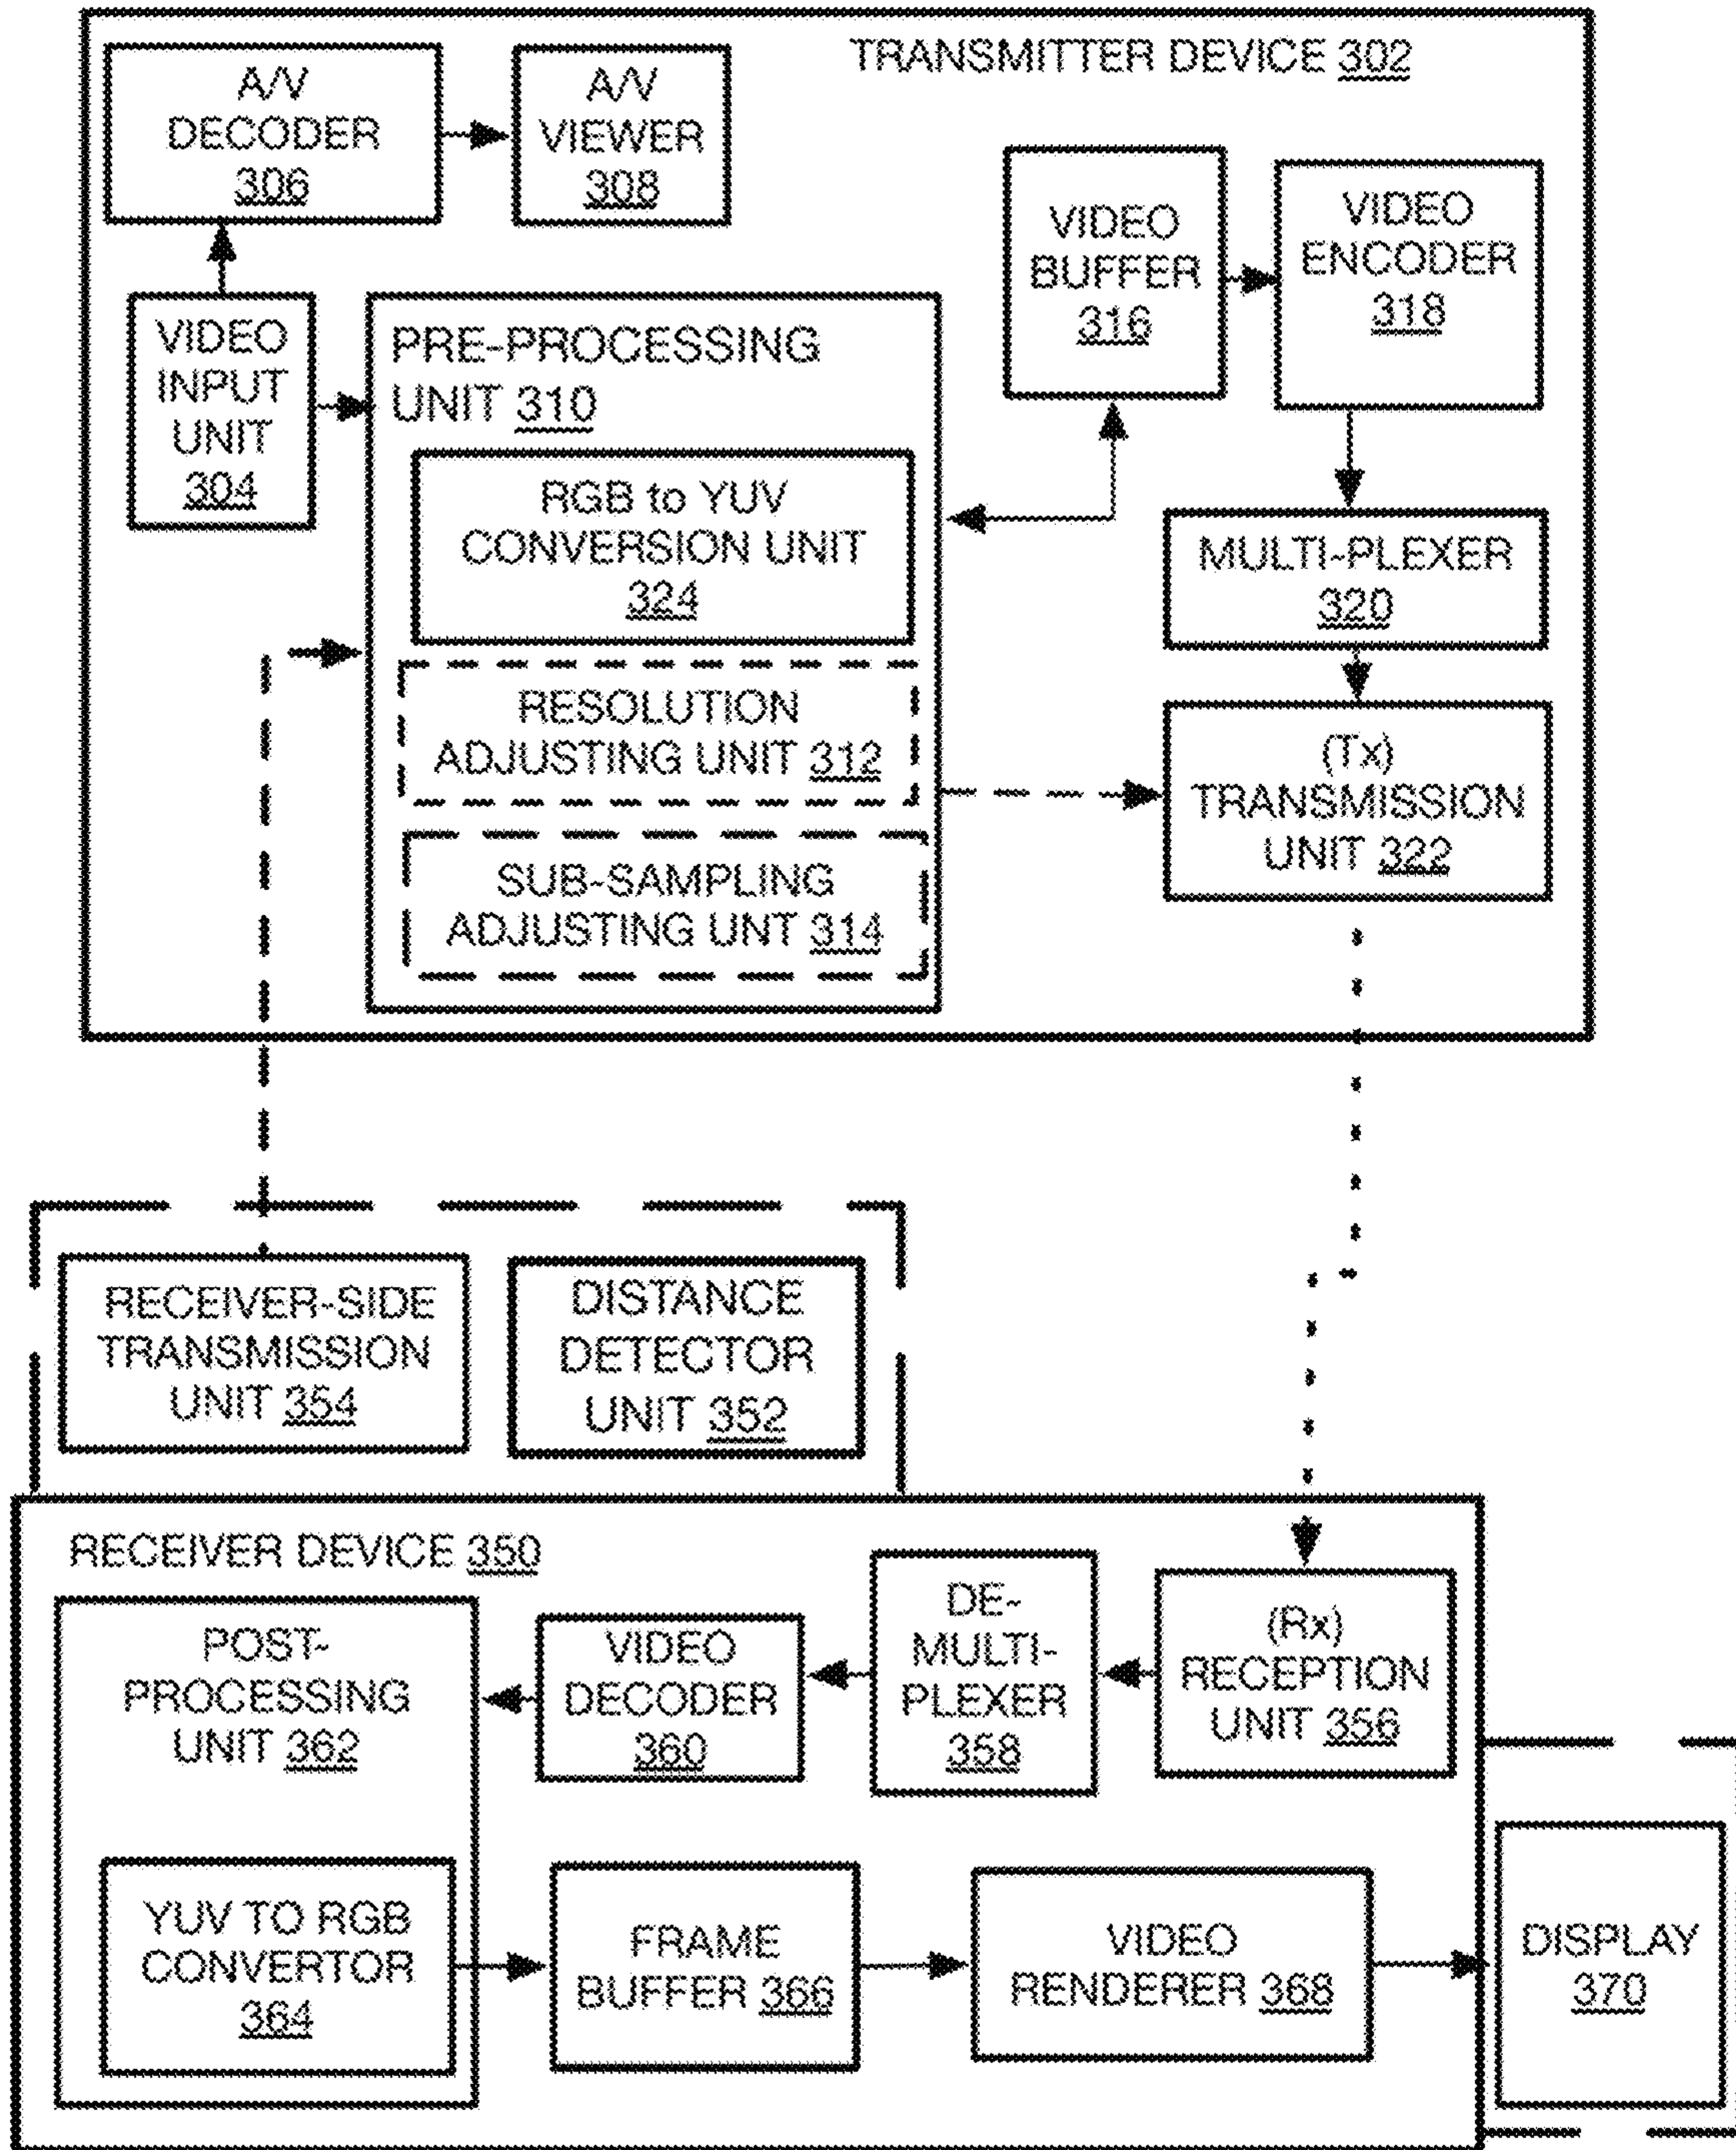 TRANSMITTER DEVICE 302
A/V
DECODER
306
A/V
VIEWER
308
VIDEO
BUFFER
316
VIDEO
ENCODER
318
VIDEO
INPUT
UNIT
304
PRE-PROCESSING
UNIT 310
RGB to YUV
CONVERSION UNIT
324
RESOLUTION
ADJUSTING UNIT 312
SUB-SAMPLING
ADJUSTING UNT 314
MULTI-PLEXER
320
(Tx)
TRANSMISSION
UNIT 322
RECEIVER-SIDE
TRANSMISSION
UNIT 354
DISTANCE
DETECTOR
UNIT 352
RECEIVER DEVICE 350
POST-
PROCESSING
UNIT 362
VIDEO
DECODER
360
DE-
MULTI-
PLEXER
358
(Rx)
RECEPTION
UNIT 356
YUV TO RGB
CONVERTOR
364
FRAME
BUFFER 366
VIDEO
RENDERER 368
DISPLAY
370